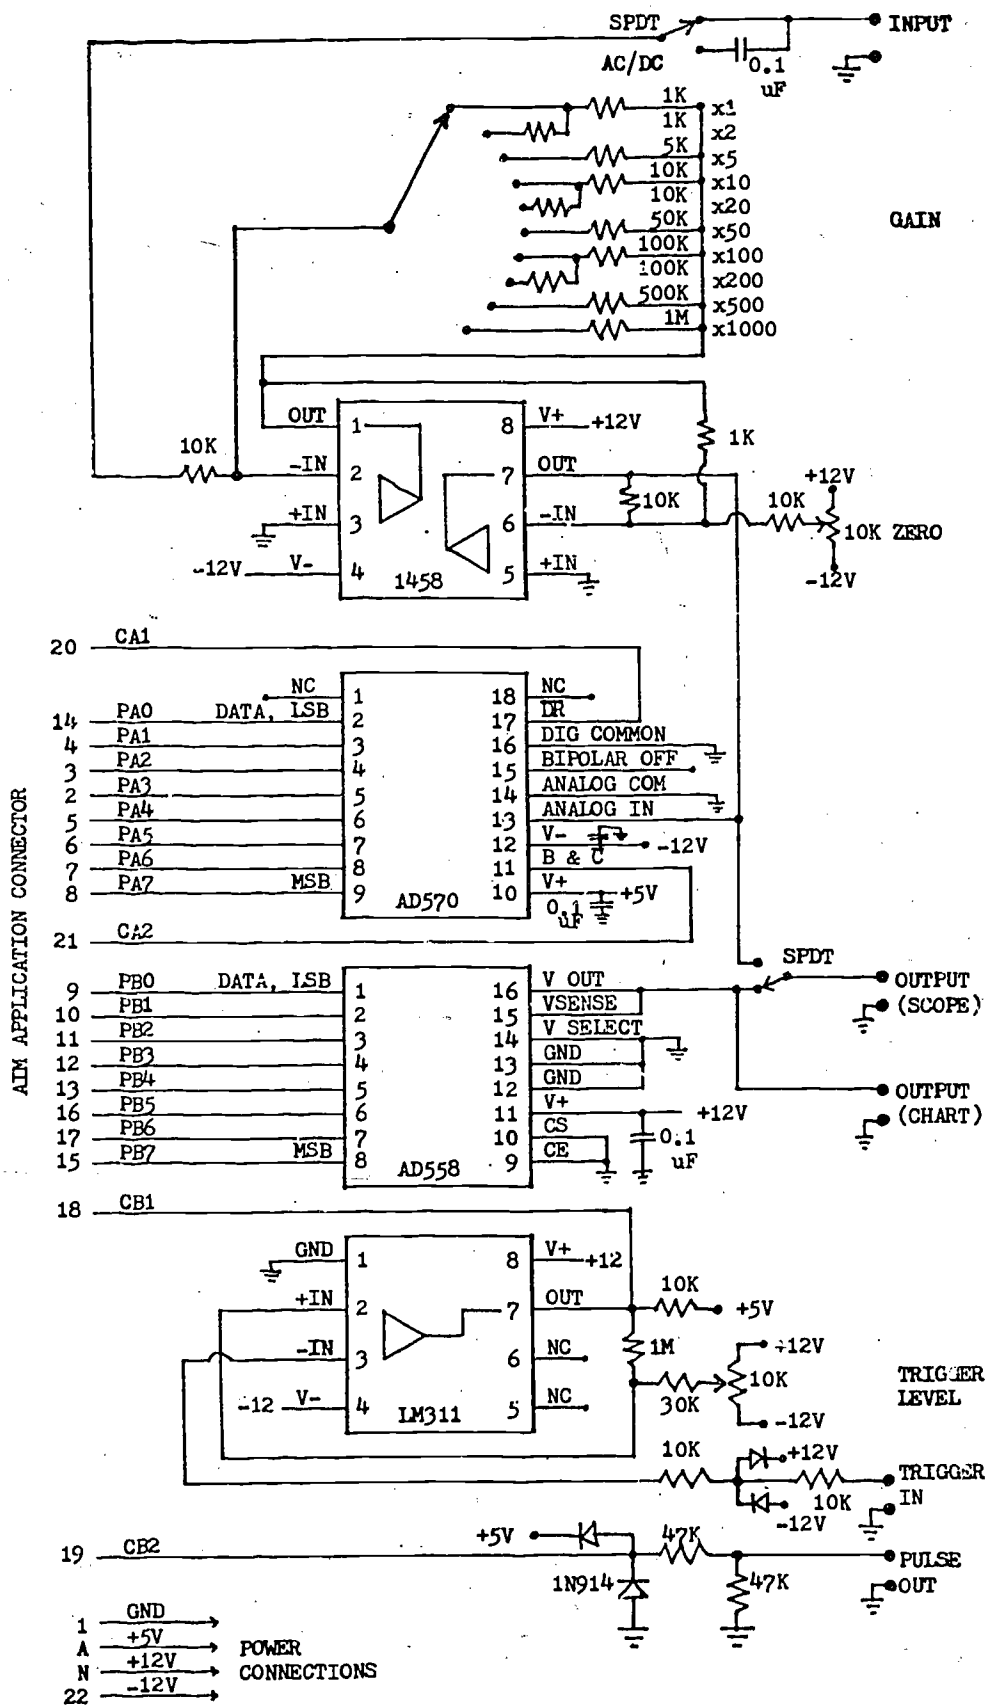 SPDT
INPUT
AC/DC
0.1
uF
1K x1
1K x2
5K x5
10K x10
10K x20
50K x50
100K x100
100K x200
500K x500
1M x1000
GAIN
OUT 1 8 V+ +12V
1K
10K
-IN 2 7 OUT
10K
10K
+12V
+IN 3 6 -IN
10K ZERO
-12V V- 4 5 +IN
-12V
1458
20 CA1
NC 1 18 NC
14 PA0 DATA, LSB 2 17 DR
4 PA1 3 16 DIG COMMON
3 PA2 4 15 BIPOLAR OFF
2 PA3 5 14 ANALOG COM
5 PA4 6 13 ANALOG IN
6 PA5 7 12 V- -12V
7 PA6 8 11 B & C
8 PA7 MSB 9 10 V+ +5V
0.1
uF
AD570
21 CA2
AIM APPLICATION CONNECTOR
SPDT
9 PB0 DATA, LSB 1 16 V OUT
OUTPUT
(SCOPE)
10 PB1 2 15 VSENSE
11 PB2 3 14 V SELECT
12 PB3 4 13 GND
13 PB4 5 12 GND
OUTPUT
(CHART)
16 PB5 6 11 V+ +12V
17 PB6 7 10 CS
0.1
uF
15 PB7 MSB 8 9 CE
AD558
18 CB1
GND 1 8 V+ +12
+IN 2 7 OUT
10K
+5V
-IN 3 6 NC
1M
+12V
10K
30K
-12V
TRIGGER
LEVEL
-12 V- 4 5 NC
LM311
10K
+12V
TRIGGER
IN
10K
-12V
+5V
47K
19 CB2
PULSE
OUT
1N914
47K
1 GND
A +5V
N +12V
22 -12V
POWER
CONNECTIONS